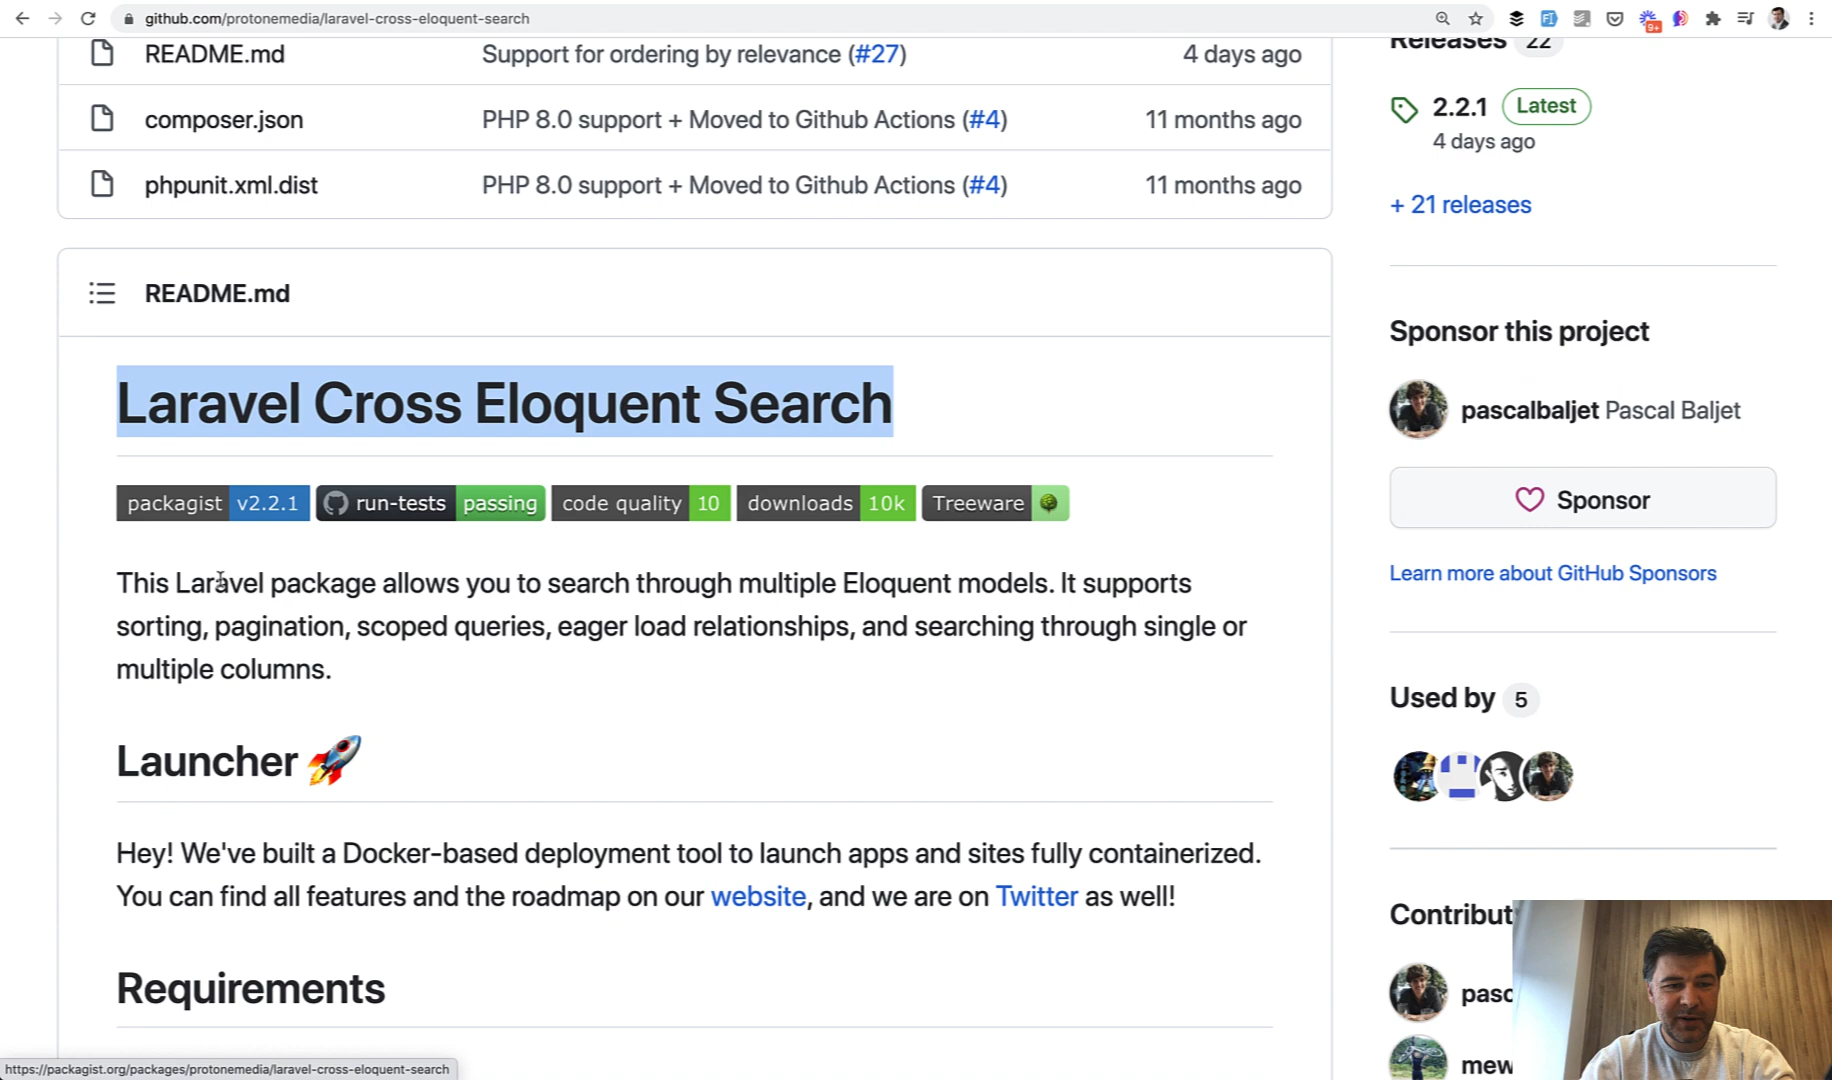 github.com/protonemedia/laravel-cross-eloquent-search
9+
README.md Support for ordering by relevance (#27) 4 days ago
composer.json PHP 8.0 support + Moved to Github Actions (#4) 11 months ago
phpunit.xml.dist PHP 8.0 support + Moved to Github Actions (#4) 11 months ago
README.md
Laravel Cross Eloquent Search
packagist v2.2.1 run-tests passing code quality 10 downloads 10k Treeware
This Laravel package allows you to search through multiple Eloquent models. It supports
sorting, pagination, scoped queries, eager load relationships, and searching through single or
multiple columns.
Launcher
Hey! We've built a Docker-based deployment tool to launch apps and sites fully containerized.
You can find all features and the roadmap on our website, and we are on Twitter as well!
Requirements
https://packagist.org/packages/protonemedia/laravel-cross-eloquent-search
Releases 22
2.2.1 Latest
4 days ago
+ 21 releases
Sponsor this project
pascalbaljet Pascal Baljet
Sponsor
Learn more about GitHub Sponsors
Used by 5
Contribut
pasc
mew